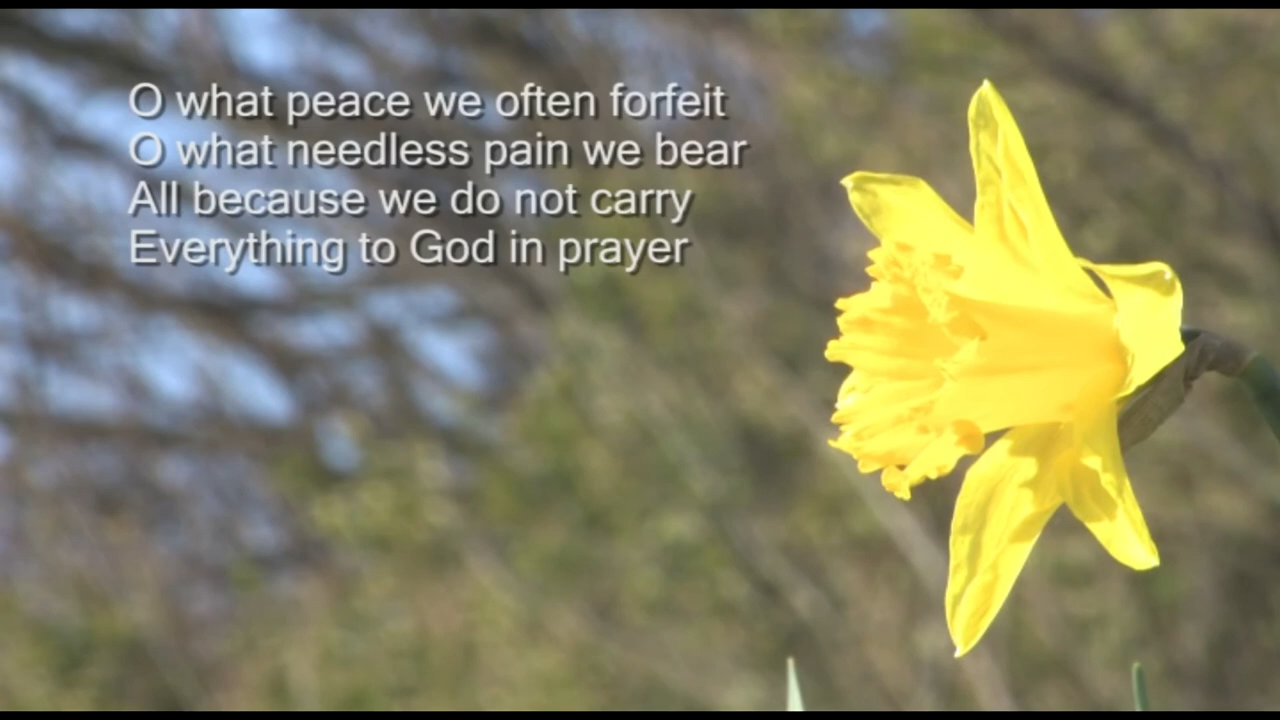 O what peace we often forfeit
O what needless pain we bear
All because we do not carry
Everything to God in prayer